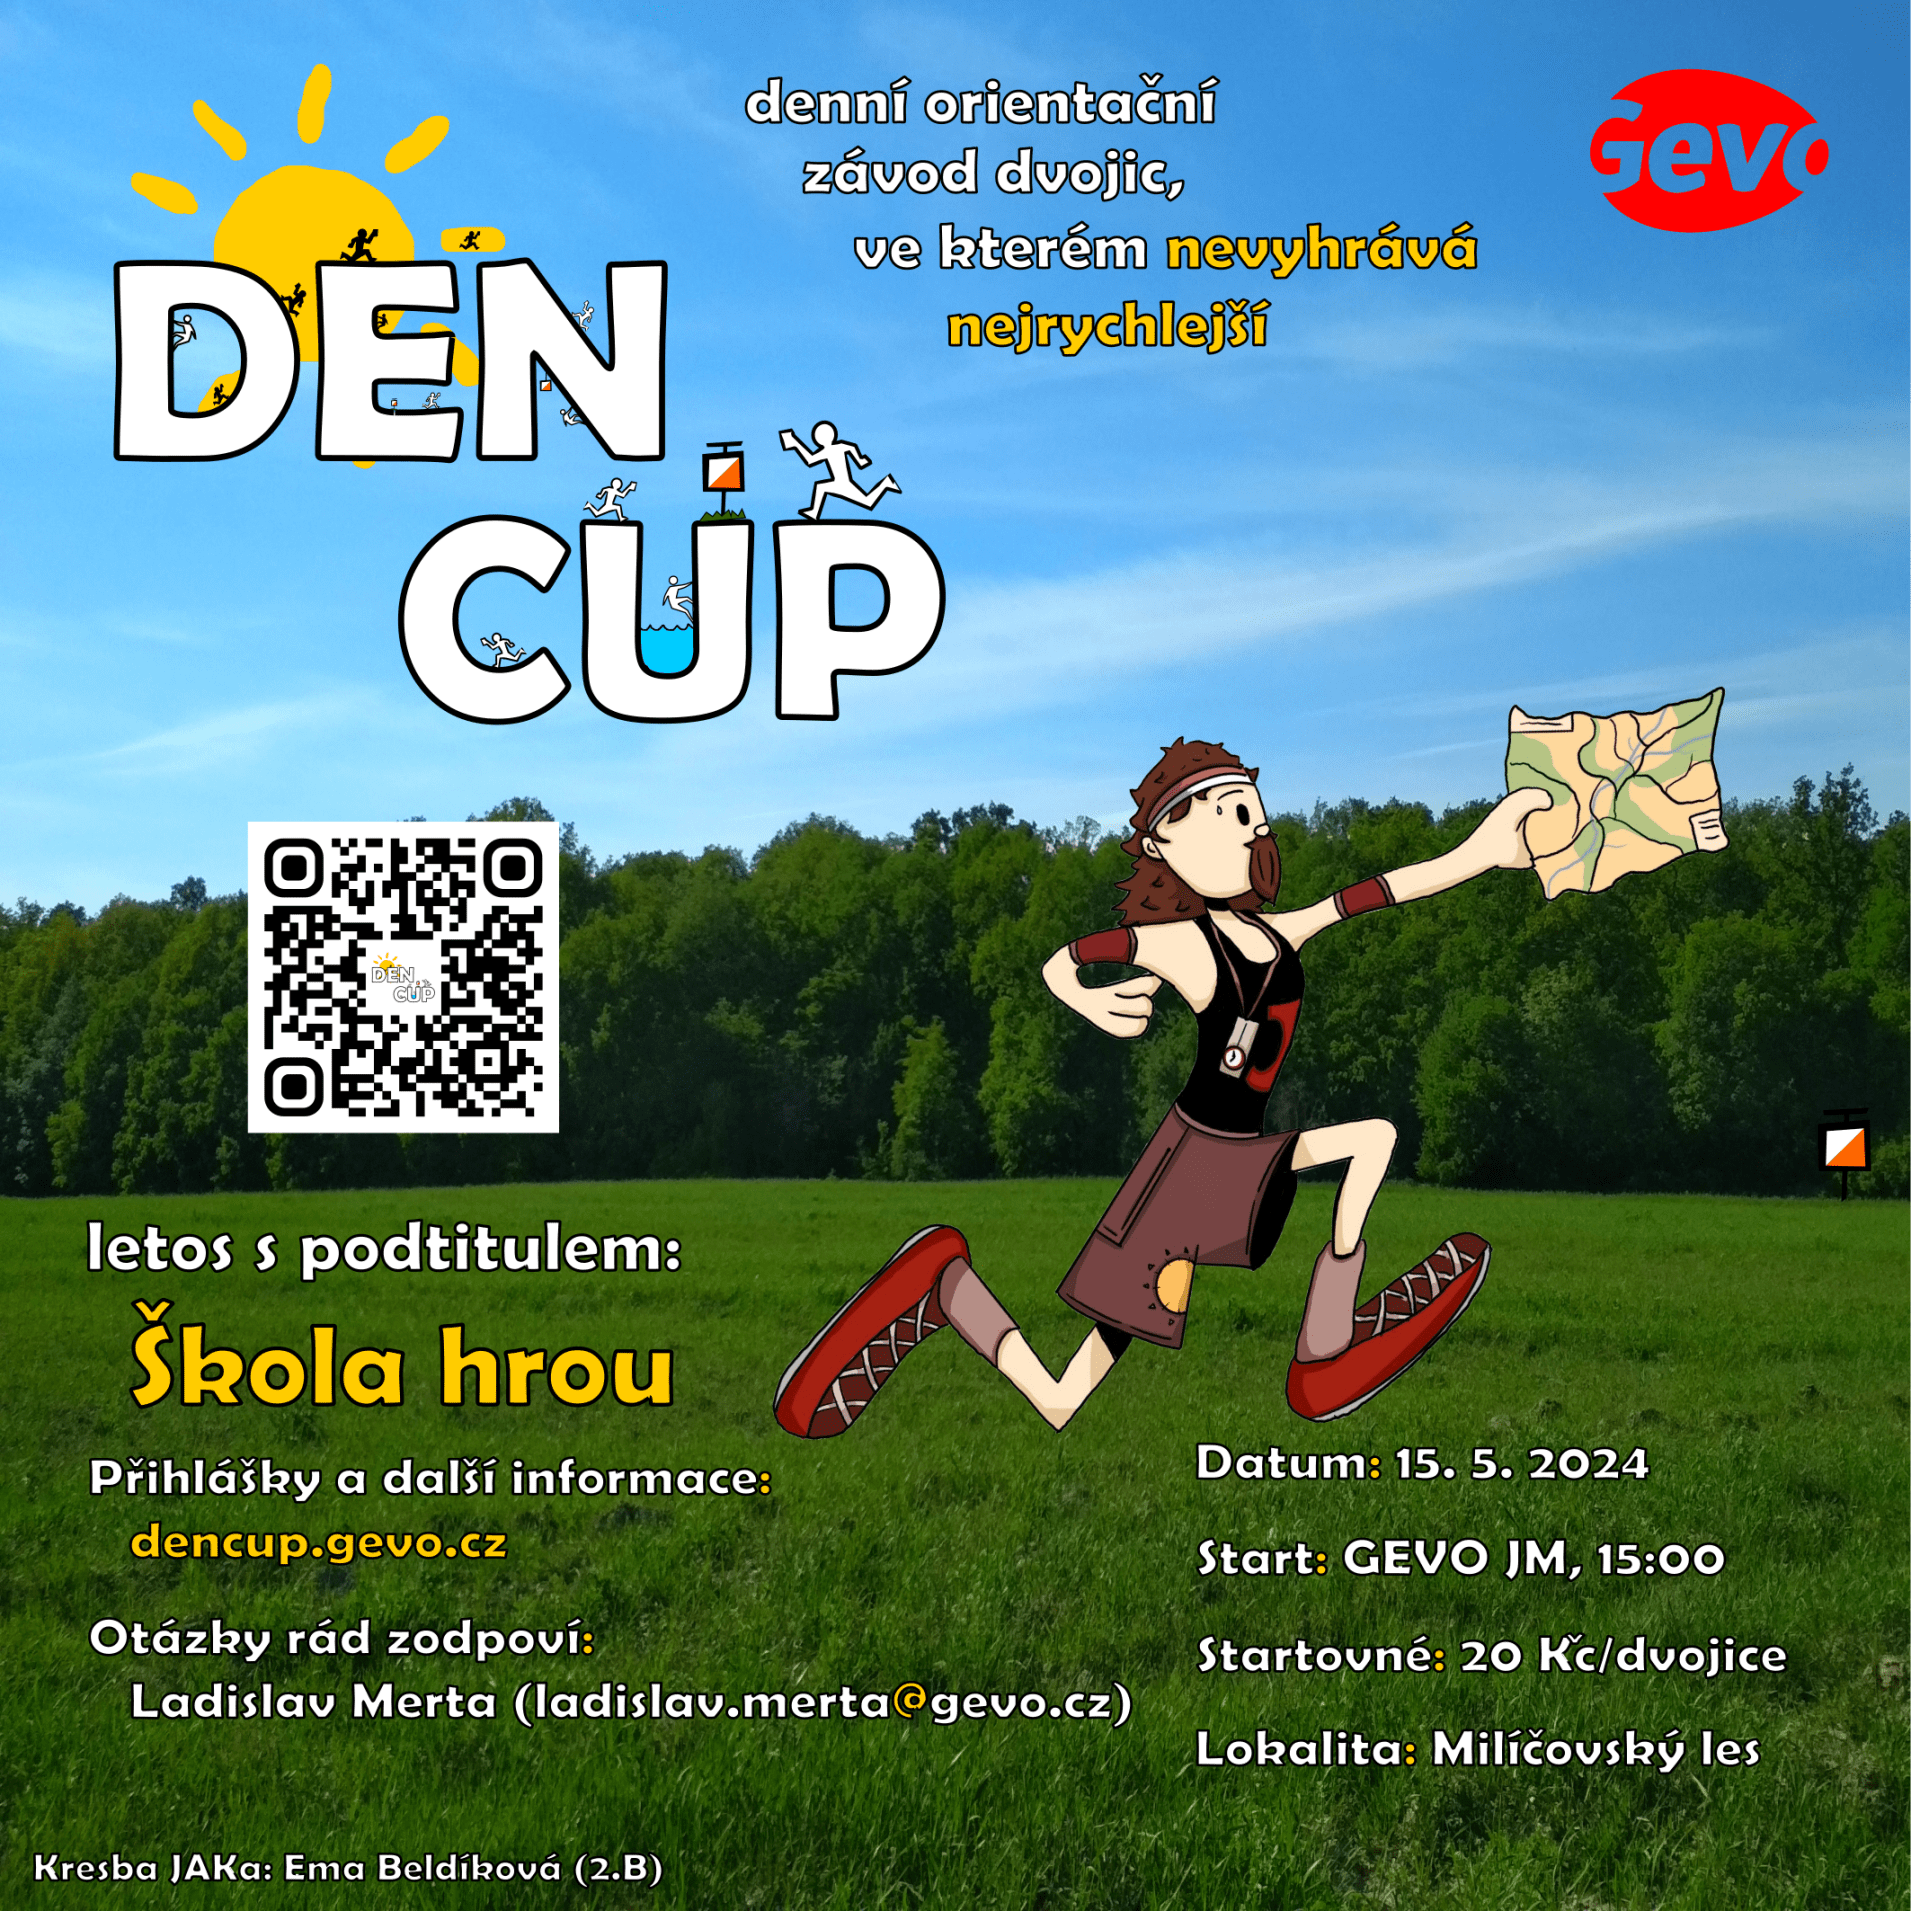 denní orientační
závod dvojic,
ve kterém nevyhrává
nejrychlejší
Gevo
DEN
CUP
DEN
CUP
letos s podtitulem:
Škola hrou
Přihlášky a další informace:
dencup.gevo.cz
Otázky rád zodpoví:
Ladislav Merta (ladislav.merta@gevo.cz)
Datum: 15. 5. 2024
Start: GEVO JM, 15:00
Startovné: 20 Kč/dvojice
Lokalita: Milíčovský les
Kresba JAKa: Ema Beldíková (2.B)